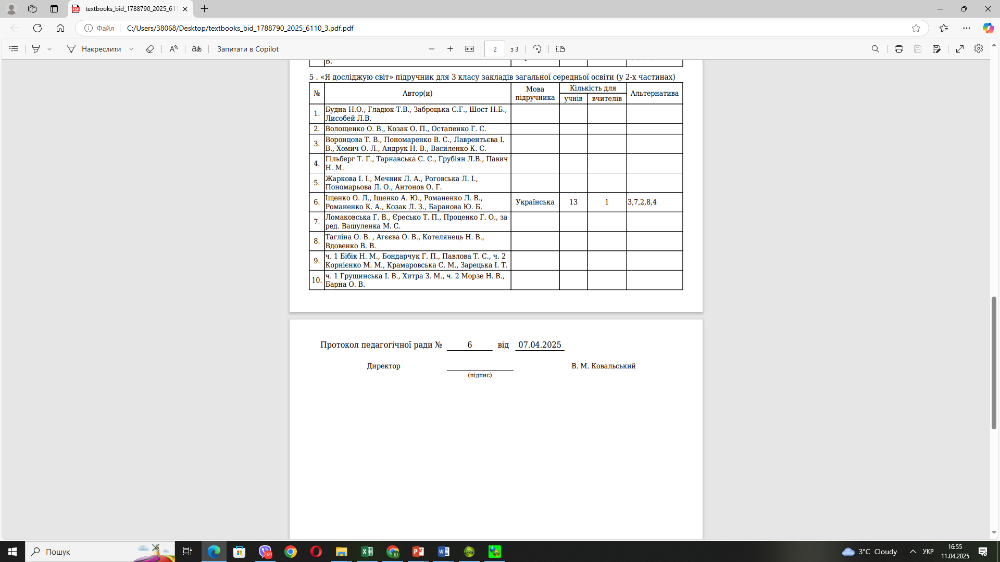 textbooks_bid_1788790_2025_611
Файл
C:/Users/38068/Desktop/textbooks_bid_1788790_2025_6110_3.pdf.pdf
Накреслити
аあ
Запитати в Copilot
2 з 3
В.
5 . «Я досліджую світ» підручник для 3 класу закладів загальної середньої освіти (у 2-х частинах)
№ Автор(и) Мова підручника Кількість для Альтернатива
учнів вчителів
1. Будна Н.О., Гладюк Т.В., Заброцька С.Г., Шост Н.Б.,
Лисобей Л.В.
2. Волощенко О. В., Козак О. П., Остапенко Г. С.
3. Воронцова Т. В., Пономаренко В. С., Лаврентьєва І.
В., Хомич О. Л., Андрук Н. В., Василенко К. С.
4. Гільберг Т. Г., Тарнавська С. С., Грубіян Л.В., Павич
Н. М.
5. Жаркова І. І., Мечник Л. А., Роговська Л. І.,
Пономарьова Л. О., Антонов О. Г.
6. Іщенко О. Л., Іщенко А. Ю., Романенко Л. В.,
Романенко К. А., Козак Л. З., Баранова Ю. Б. Українська 13 1 3,7,2,8,4
7. Ломаковська Г. В., Єресько Т. П., Проценко Г. О., за
ред. Вашуленка М. С.
8. Тагліна О. В. , Агєєва О. В., Котелянець Н. В.,
Вдовенко В. В.
9. ч. 1 Бібік Н. М., Бондарчук Г. П., Павлова Т. С., ч. 2
Корнієнко М. М., Крамаровська С. М., Зарецька І. Т.
10. ч. 1 Грущинська І. В., Хитра З. М., ч. 2 Морзе Н. В.,
Барна О. В.
Протокол педагогічної ради № 6 від 07.04.2025
Директор В. М. Ковальський
(підпис)
Пошук
269
3°C Cloudy
УКР
16:55
11.04.2025